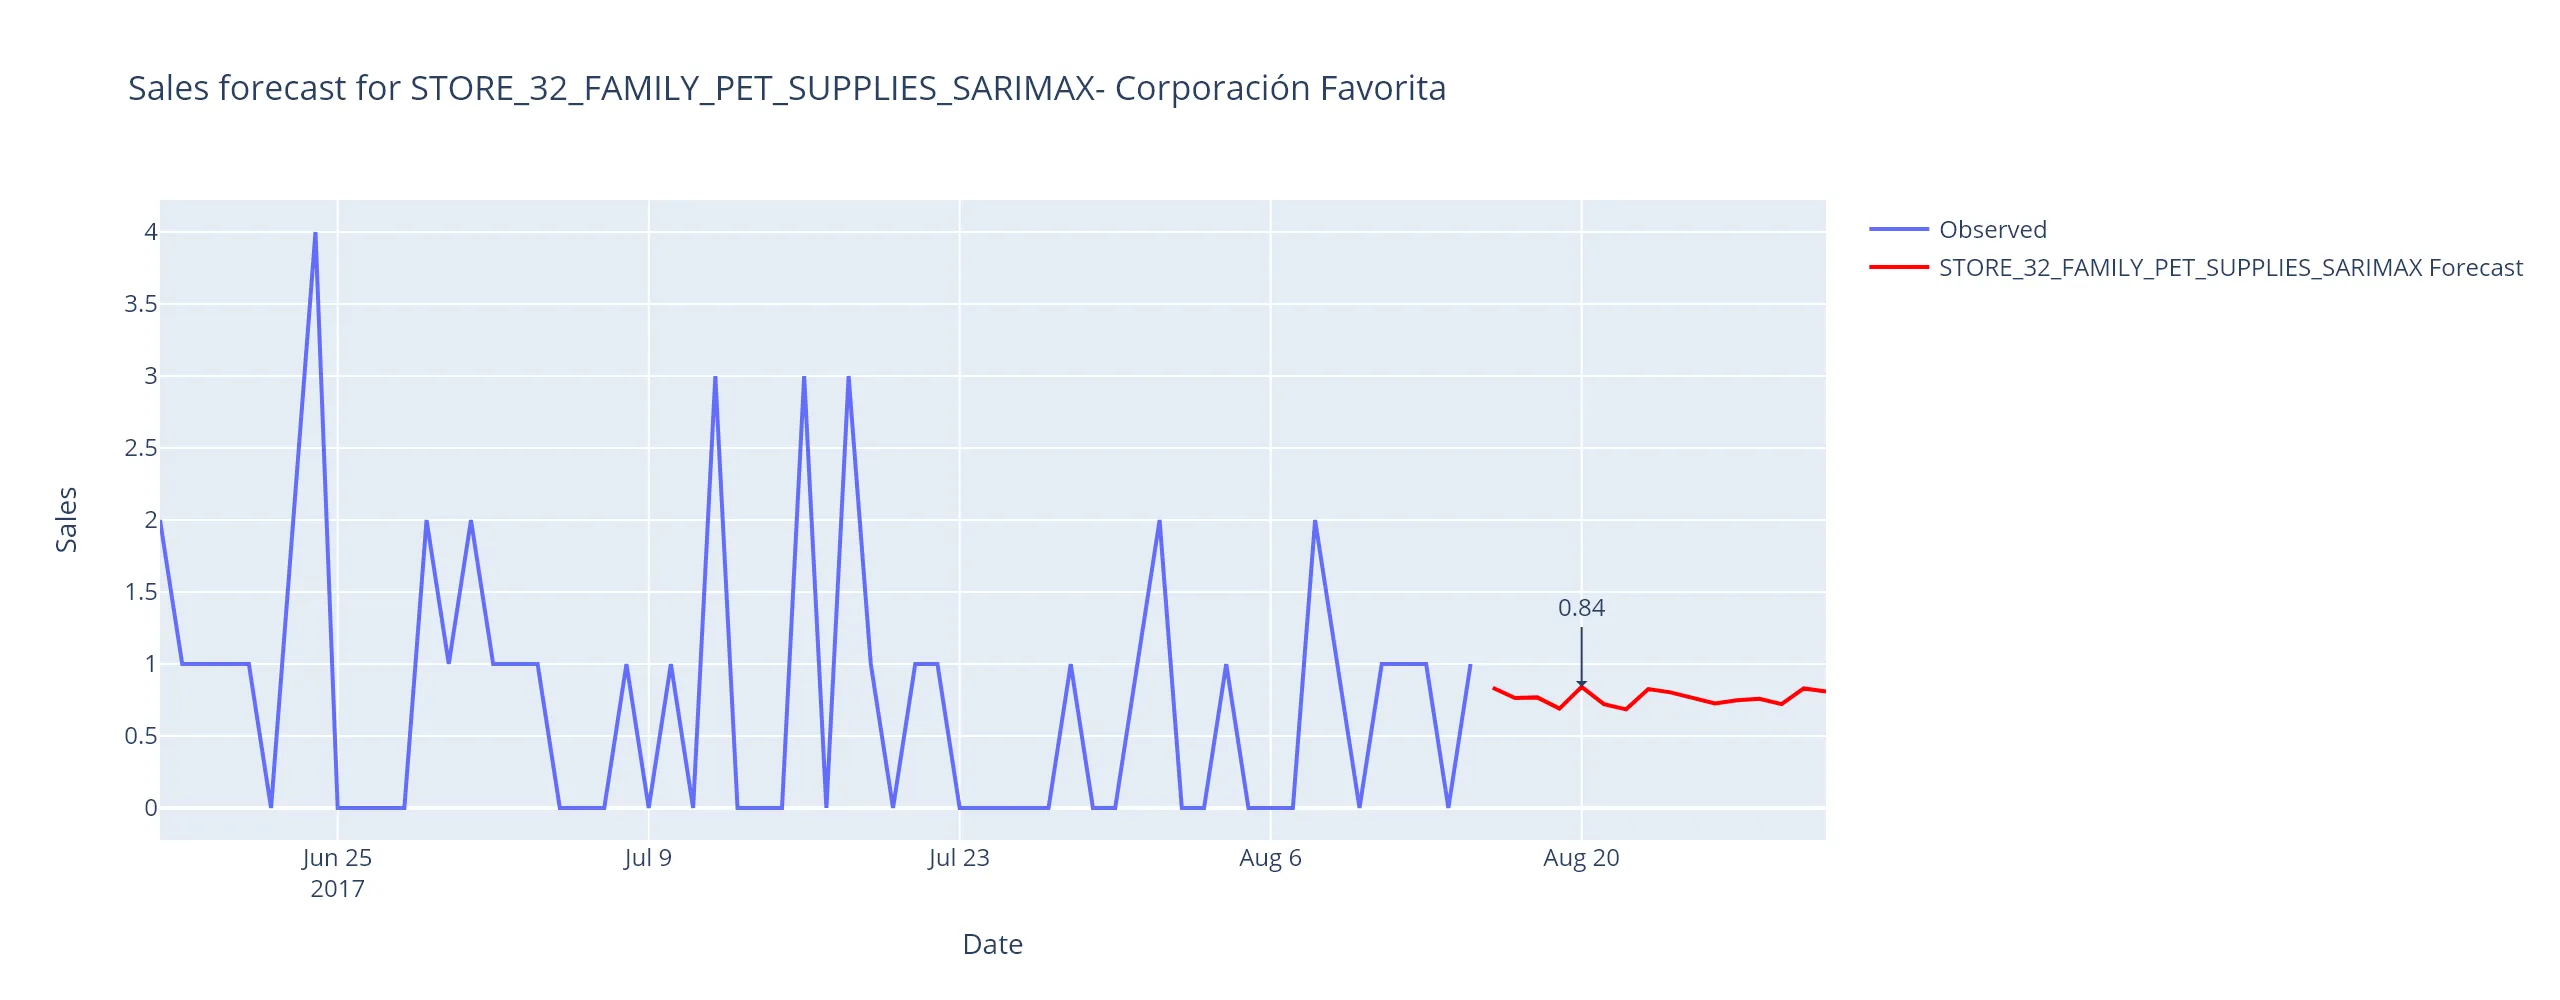 Sales forecast for STORE_32_FAMILY_PET_SUPPLIES_SARIMAX- Corporación Favorita
Observed
STORE_32_FAMILY_PET_SUPPLIES_SARIMAX Forecast
4
3.5
3
2.5
2
1.5
1
0.5
0
Sales
0.84
Jun 25
2017
Jul 9
Jul 23
Aug 6
Aug 20
Date